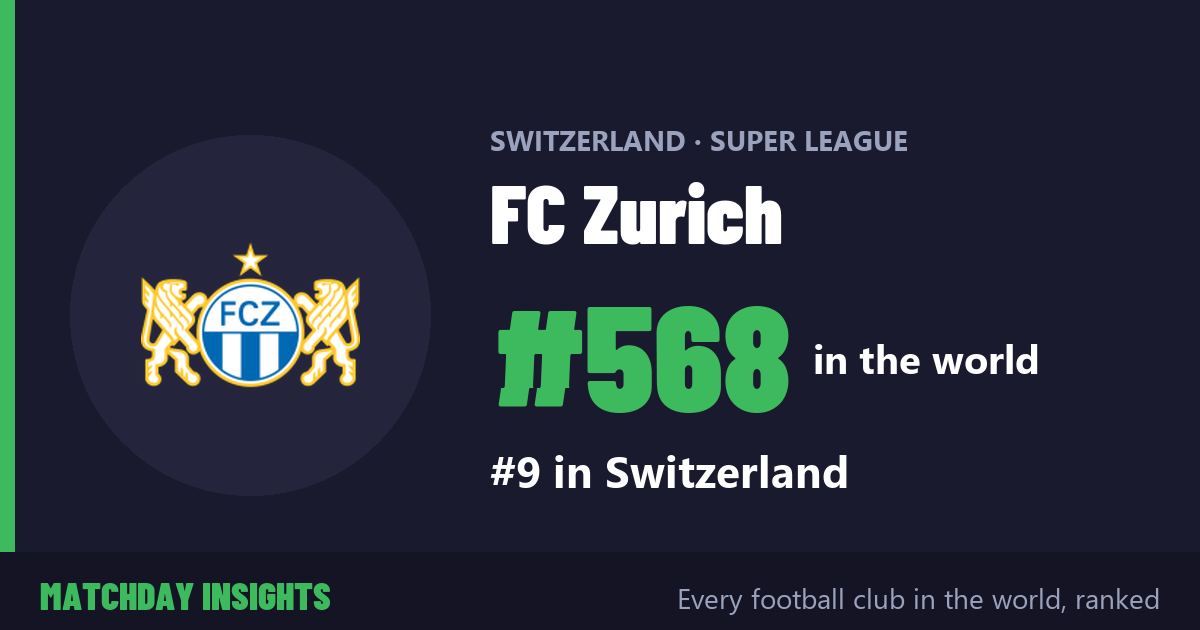 SWITZERLAND · SUPER LEAGUE
FC Zurich
FCZ
#568 in the world
#9 in Switzerland
MATCHDAY INSIGHTS
Every football club in the world, ranked